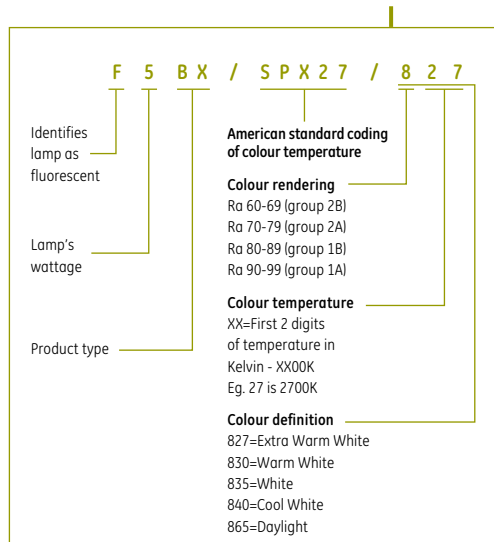 F 5 B X / S P X 2 7 / 8 2 7
Identifies
lamp as
fluorescent
Lamp's
wattage
Product type
American standard coding
of colour temperature
Colour rendering
Ra 60-69 (group 2B)
Ra 70-79 (group 2A)
Ra 80-89 (group 1B)
Ra 90-99 (group 1A)
Colour temperature
XX=First 2 digits
of temperature in
Kelvin - XX00K
Eg. 27 is 2700K
Colour definition
827=Extra Warm White
830=Warm White
835=White
840=Cool White
865=Daylight